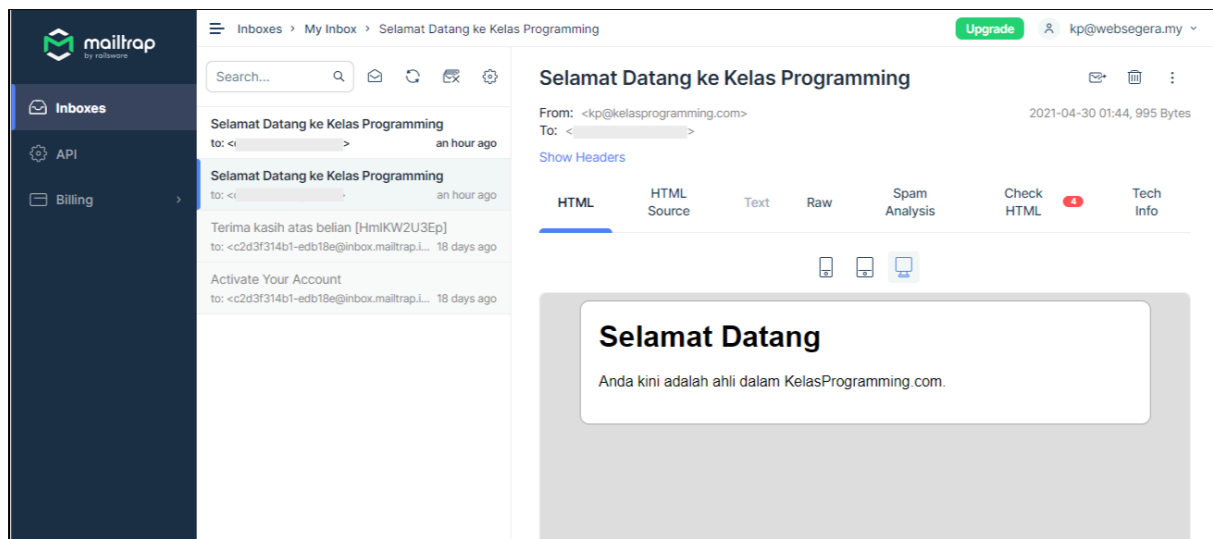 mailtrap
by railsware
Inboxes
API
Billing
Inboxes > My Inbox > Selamat Datang ke Kelas Programming
Upgrade
kp@websegera.my
Search...
Selamat Datang ke Kelas Programming
to: < > an hour ago
Selamat Datang ke Kelas Programming
to: < an hour ago
Terima kasih atas belian [HmIKW2U3Ep]
to: <c2d3f314b1-edb18e@inbox.mailtrap.i... 18 days ago
Activate Your Account
to: <c2d3f314b1-edb18e@inbox.mailtrap.i... 18 days ago
Selamat Datang ke Kelas Programming
From: <kp@kelasprogramming.com> 2021-04-30 01:44, 995 Bytes
To: < >
Show Headers
HTML
HTML Source
Text
Raw
Spam Analysis
Check HTML 4
Tech Info
Selamat Datang
Anda kini adalah ahli dalam KelasProgramming.com.